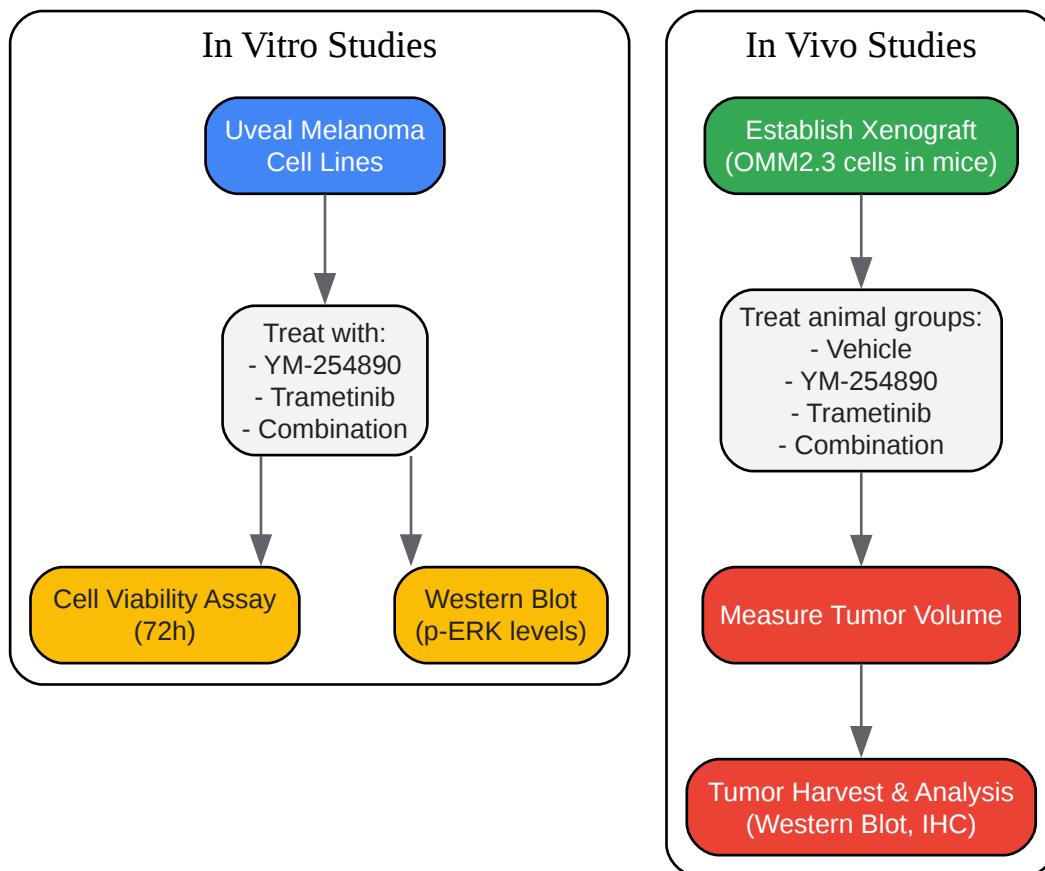 In Vitro Studies
Uveal Melanoma
Cell Lines
Treat with:
- YM-254890
- Trametinib
- Combination
Cell Viability Assay
(72h)
Western Blot
(p-ERK levels)
In Vivo Studies
Establish Xenograft
(OMM2.3 cells in mice)
Treat animal groups:
- Vehicle
- YM-254890
- Trametinib
- Combination
Measure Tumor Volume
Tumor Harvest & Analysis
(Western Blot, IHC)